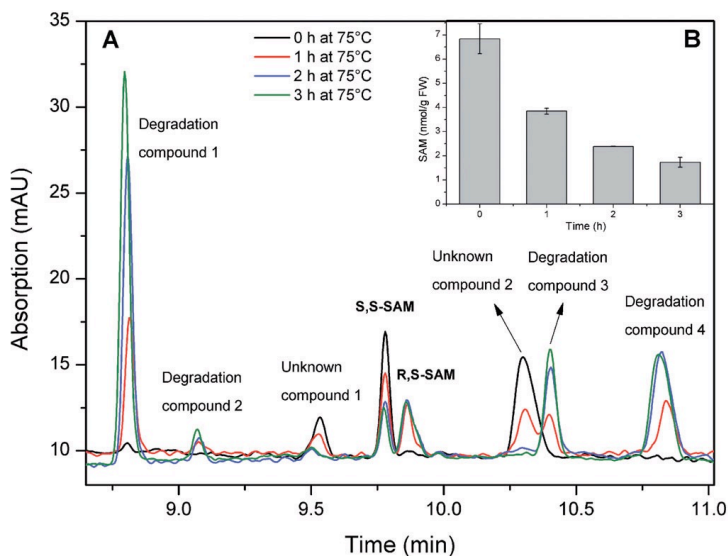 A
0 h at 75°C
1 h at 75°C
2 h at 75°C
3 h at 75°C
B
SAM (nmol/g FW)
7
6
5
4
3
2
1
0
0
1
2
3
Time (h)
Absorption (mAU)
35
30
25
20
15
10
Degradation
compound 1
Degradation
compound 2
Unknown
compound 1
S,S-SAM
R,S-SAM
Unknown
compound 2
Degradation
compound 3
Degradation
compound 4
9.0
9.5
10.0
10.5
11.0
Time (min)